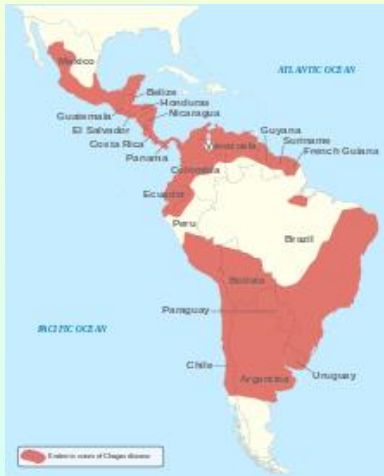 Mexico
ATLANTIC OCEAN
Belize
Honduras
Guatemala
Nicaragua
El Salvador
Costa Rica
Guyana
Suriname
Panama
Venezuela
French Guiana
Colombia
Ecuador
Peru
Brazil
Bolivia
Paraguay
PACIFIC OCEAN
Chile
Uruguay
Argentina
Endemic zones of Chagas disease